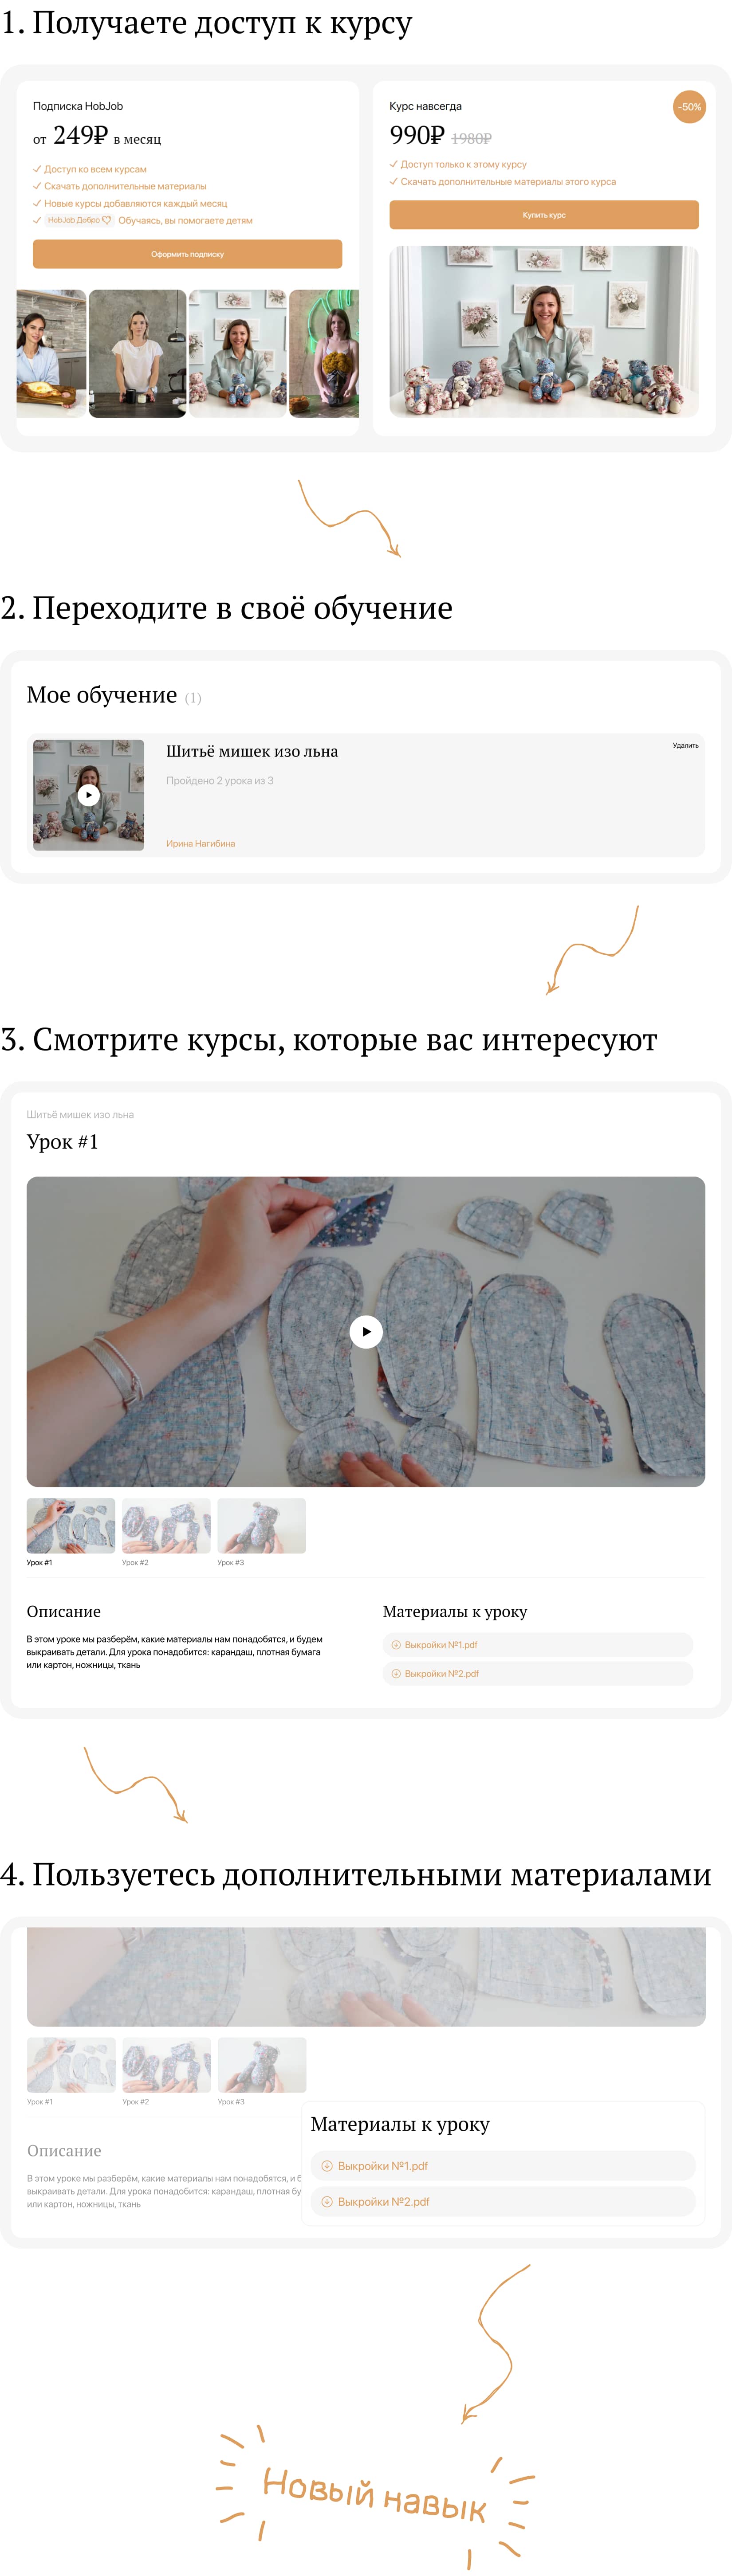 1. Получаете доступ к курсу
Подписка HobJob
от 249₽ в месяц
Доступ ко всем курсам
Скачать дополнительные материалы
Новые курсы добавляются каждый месяц
HobJob Добро Обучаясь, вы помогаете детям
Оформить подписку
Курс навсегда
-50%
990₽ 1980₽
Доступ только к этому курсу
Скачать дополнительные материалы этого курса
Купить курс
2. Переходите в своё обучение
Мое обучение (1)
Шитьё мишек изо льна
Удалить
Пройдено 2 урока из 3
Ирина Нагибина
3. Смотрите курсы, которые вас интересуют
Шитьё мишек изо льна
Урок #1
Урок #1
Урок #2
Урок #3
Описание
В этом уроке мы разберём, какие материалы нам понадобятся, и будем
выкраивать детали. Для урока понадобится: карандаш, плотная бумага
или картон, ножницы, ткань
Материалы к уроку
Выкройки №1.pdf
Выкройки №2.pdf
4. Пользуетесь дополнительными материалами
Урок #1
Урок #2
Урок #3
Описание
В этом уроке мы разберём, какие материалы нам понадобятся, и б
выкраивать детали. Для урока понадобится: карандаш, плотная бу
или картон, ножницы, ткань
Материалы к уроку
Выкройки №1.pdf
Выкройки №2.pdf
Новый навык